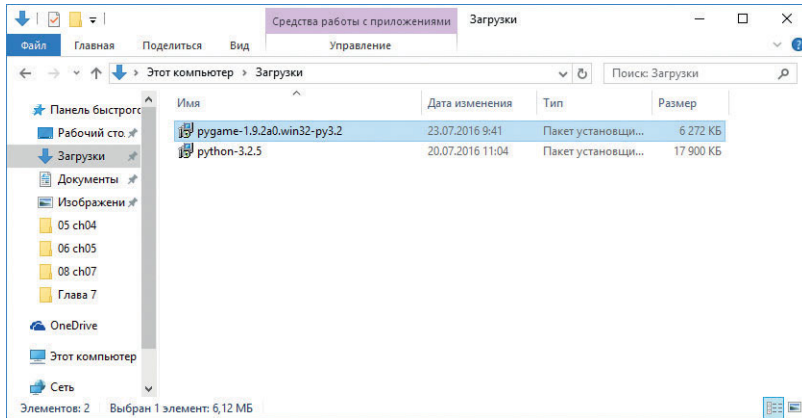 Средства работы с приложениями Загрузки
Файл Главная Поделиться Вид Управление
Этот компьютер > Загрузки Поиск: Загрузки
Имя Дата изменения Тип Размер
pygame-1.9.2a0.win32-py3.2 23.07.2016 9:41 Пакет установщи... 6 272 КБ
python-3.2.5 20.07.2016 11:04 Пакет установщи... 17 900 КБ
Панель быстрого
Рабочий сто.
Загрузки
Документы
Изображени
05 ch04
06 ch05
08 ch07
Глава 7
OneDrive
Этот компьютер
Сеть
Элементов: 2 Выбран 1 элемент: 6,12 МБ